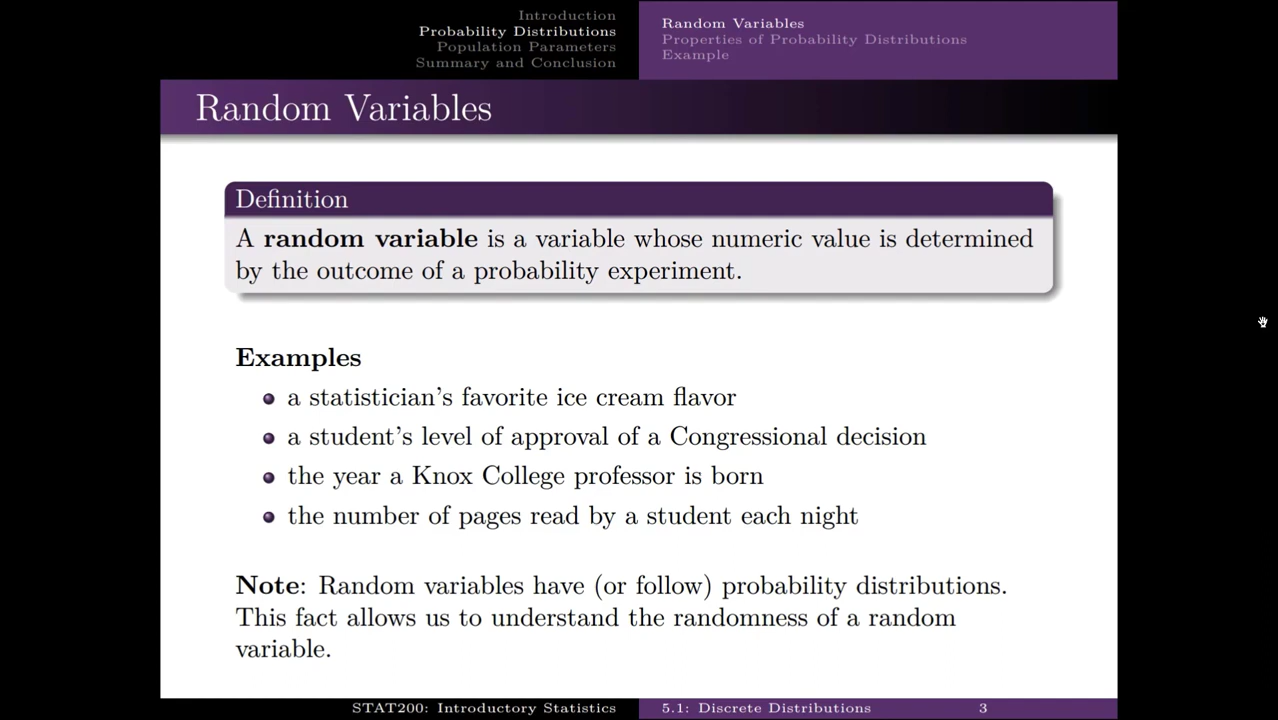 Introduction
Probability Distributions
Population Parameters
Summary and Conclusion
Random Variables
Properties of Probability Distributions
Example
Random Variables
Definition
A random variable is a variable whose numeric value is determined
by the outcome of a probability experiment.
Examples
a statistician's favorite ice cream flavor
a student's level of approval of a Congressional decision
the year a Knox College professor is born
the number of pages read by a student each night
Note: Random variables have (or follow) probability distributions.
This fact allows us to understand the randomness of a random
variable.
STAT200: Introductory Statistics
5.1: Discrete Distributions 3